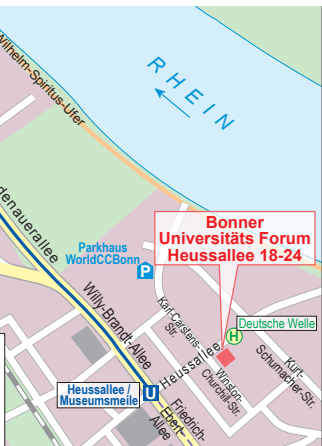 Wilhelm-Spiritus-Ufer
RHEIN
denauerallee
Bonner
Universitäts Forum
Heussallee 18-24
Parkhaus
WorldCCBonn
P
Willy-Brandt-Allee
Karl-Carstens-
Str.
H
Deutsche Welle
Heussallee
Kurt-
Schumacher-Str.
Winston-
Churchill-Str.
Heussallee /
Museumsmeile
U
Friedrich-
Ebert-
Allee